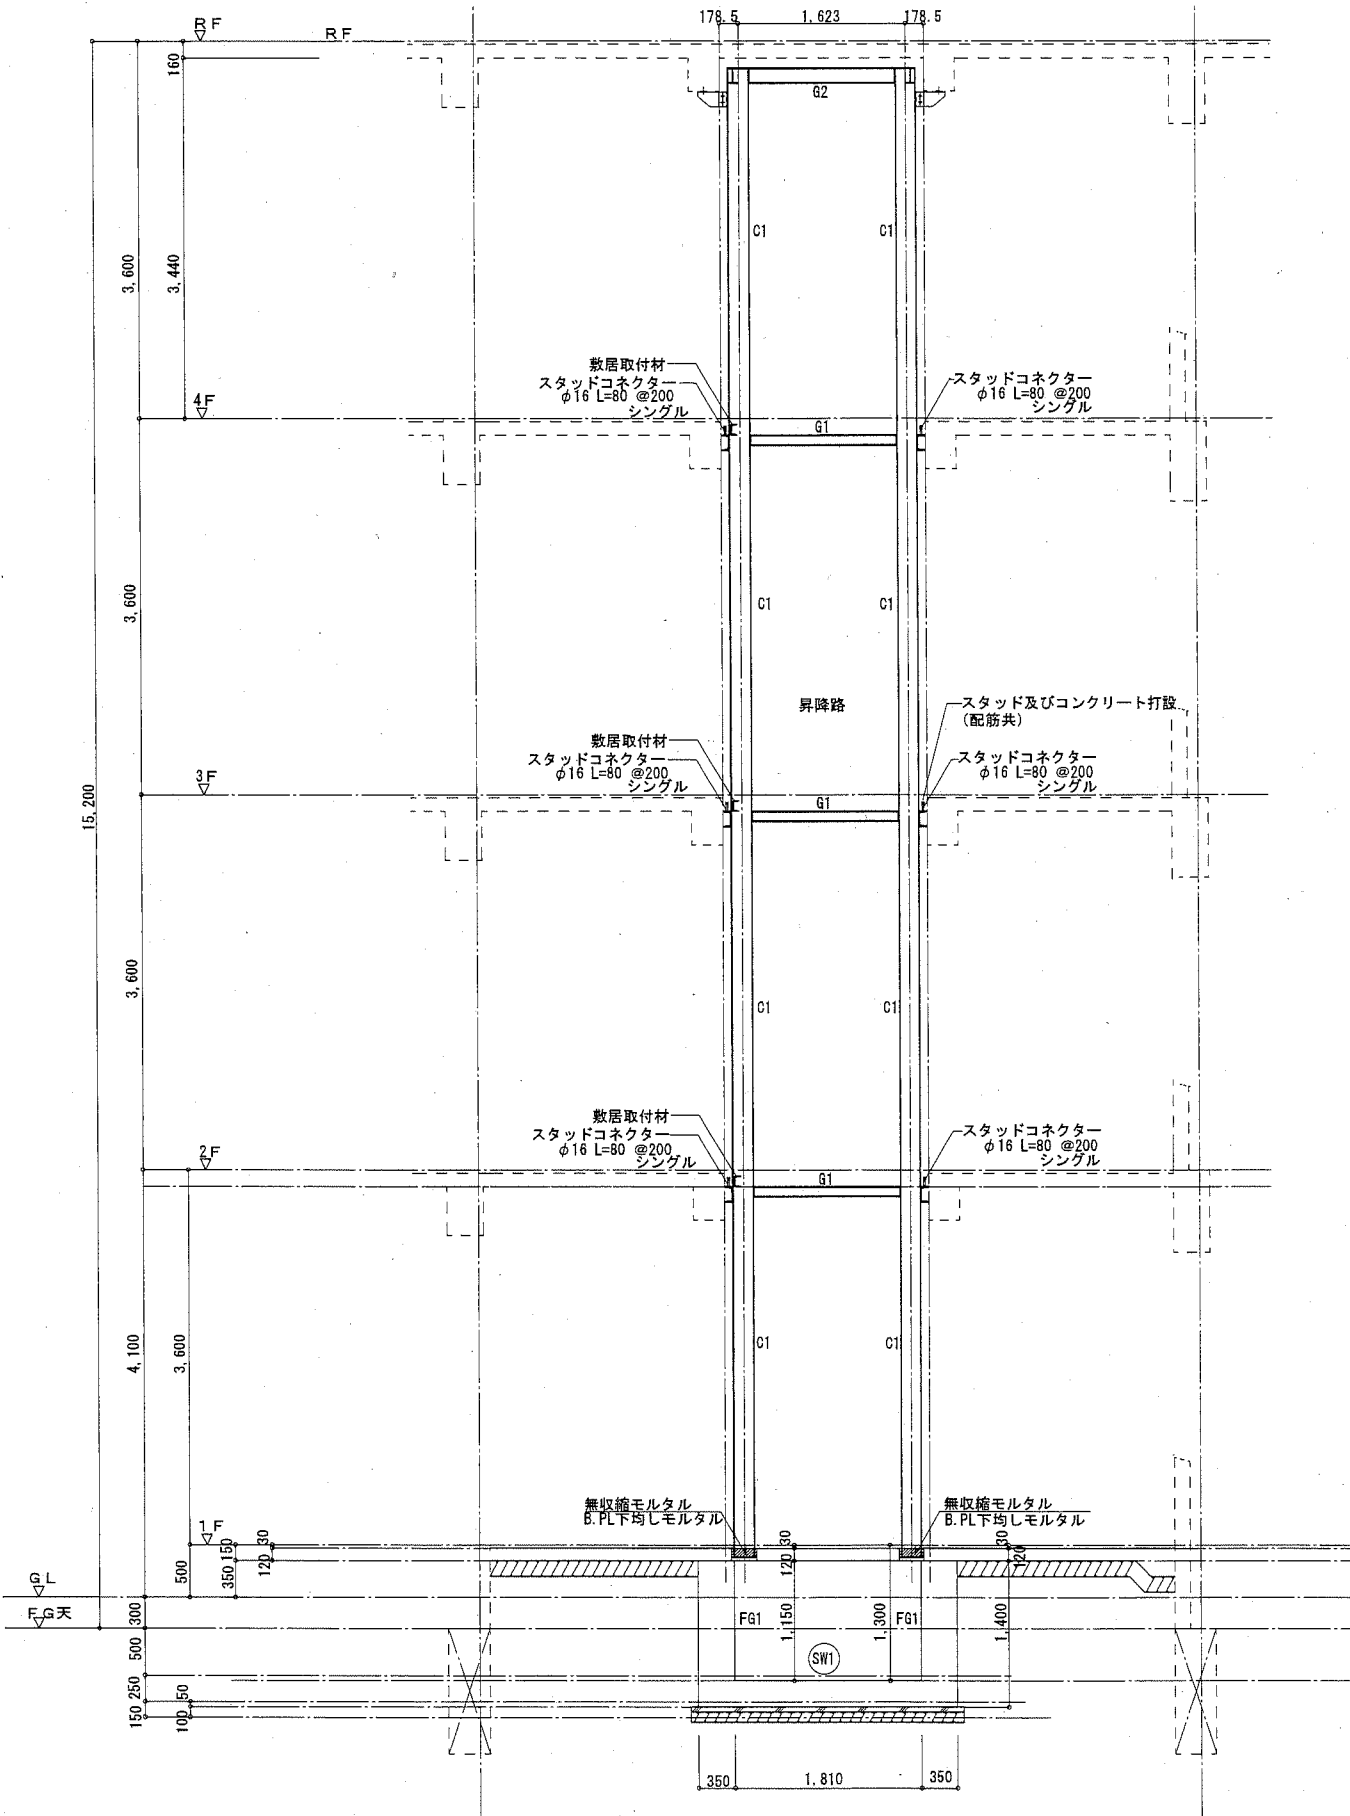 178.5
1,623
178.5
RF
RF
160
G2
C1
C1
3,600
3,440
敷居取付材
スタッドコネクター
φ16 L=80 @200
シングル
スタッドコネクター
φ16 L=80 @200
シングル
4F
G1
C1
C1
3,600
昇降路
スタッド及びコンクリート打設
(配筋共)
敷居取付材
スタッドコネクター
φ16 L=80 @200
シングル
スタッドコネクター
φ16 L=80 @200
シングル
3F
G1
15,200
3,600
C1
C1
敷居取付材
スタッドコネクター
φ16 L=80 @200
シングル
スタッドコネクター
φ16 L=80 @200
シングル
2F
G1
4,100
3,600
C1
C1
無収縮モルタル
B.PL下均しモルタル
無収縮モルタル
B.PL下均しモルタル
1F
500
350
150
120
30
120
30
30
120
GL
FG天
300
500
250
150
50
100
FG1
1,150
1,300
FG1
1,400
SW1
350
1,810
350